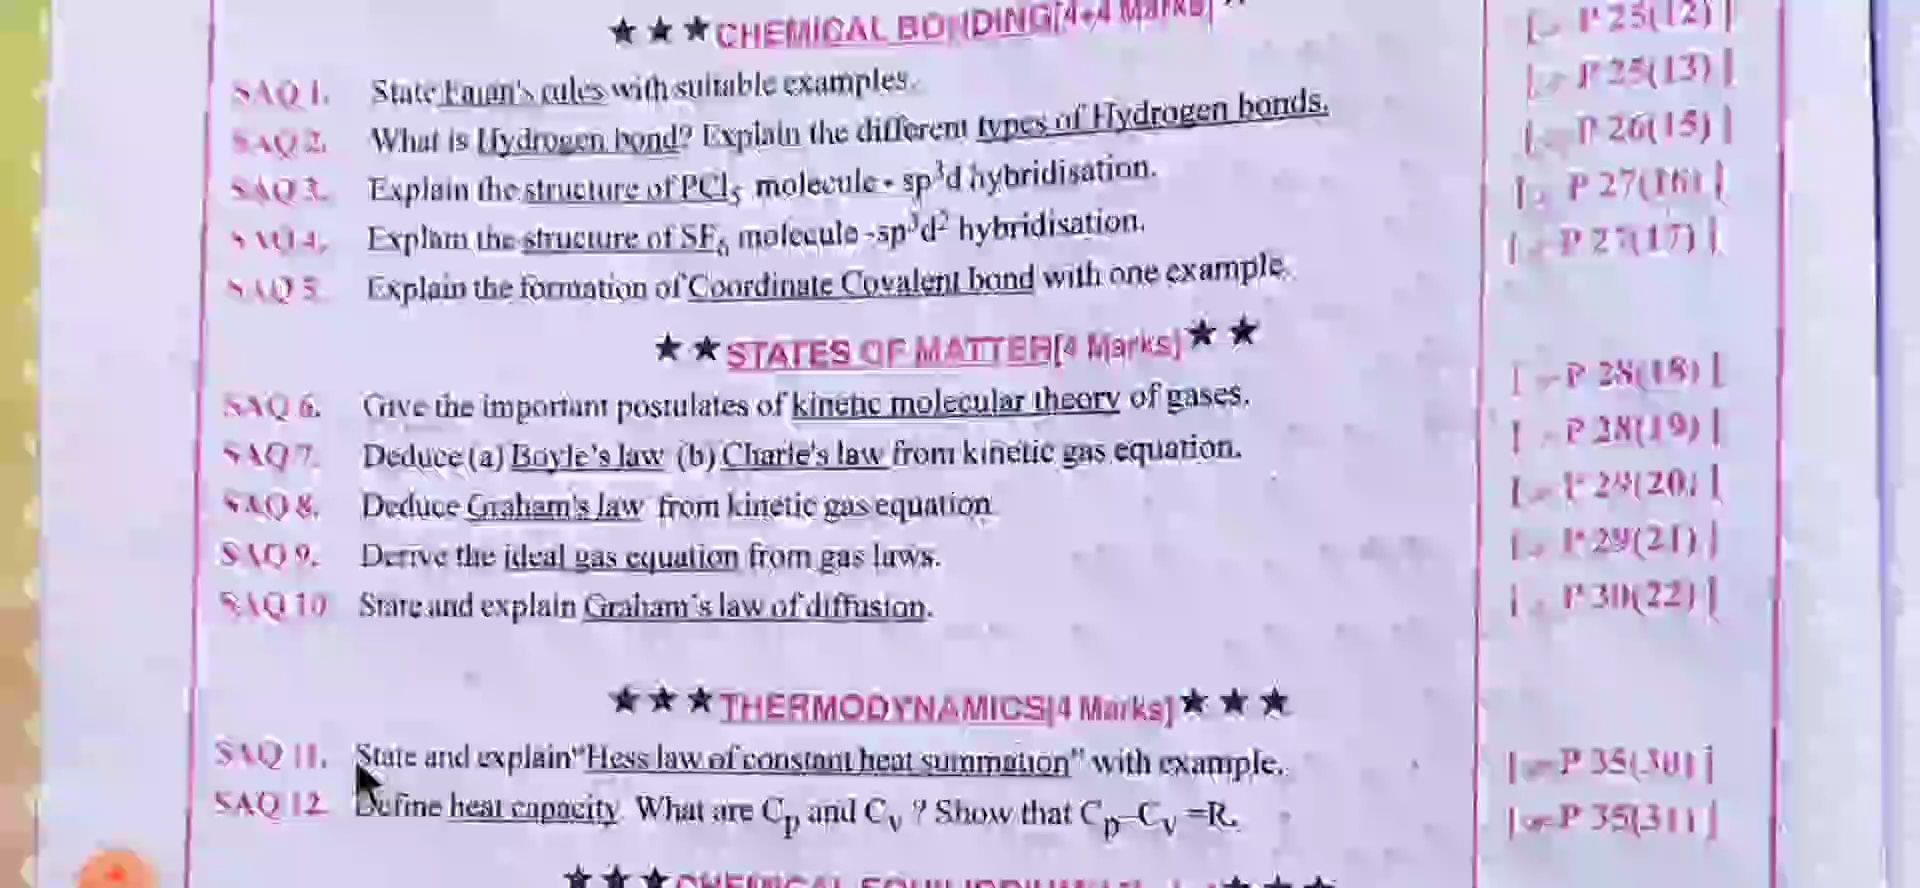 ★ ★ ★ CHEMICAL BONDING[4+4 Marks]
[ P 25(12) ]
SAQ 1. State Fajan's rules with suitable examples. [ P 25(13) ]
SAQ 2. What is Hydrogen bond? Explain the different types of Hydrogen bonds. [ P 26(15) ]
SAQ 3. Explain the structure of PCl5 molecule - sp³d hybridisation. [ P 27(16) ]
SAQ 4. Explain the structure of SF6 molecule -sp³d² hybridisation. [ P 27(17) ]
SAQ 5. Explain the formation of Coordinate Covalent bond with one example.
★ ★ STATES OF MATTER[4 Marks] ★ ★
SAQ 6. Give the important postulates of kinetic molecular theory of gases. [ P 28(18) ]
SAQ 7. Deduce (a) Boyle's law (b) Charle's law from kinetic gas equation. [ P 28(19) ]
SAQ 8. Deduce Graham's law from kinetic gas equation [ P 29(20) ]
SAQ 9. Derive the ideal gas equation from gas laws. [ P 29(21) ]
SAQ 10 State and explain Graham's law of diffusion. [ P 30(22) ]
★ ★ ★ THERMODYNAMICS[4 Marks] ★ ★ ★
SAQ 11. State and explain "Hess law of constant heat summation" with example. [ P 35(30) ]
SAQ 12. Define heat capacity. What are Cp and Cv ? Show that Cp-Cv =R. [ P 35(31) ]
★ ★ ★ CHEMICAL EQUILIBRIUM ★ ★ ★